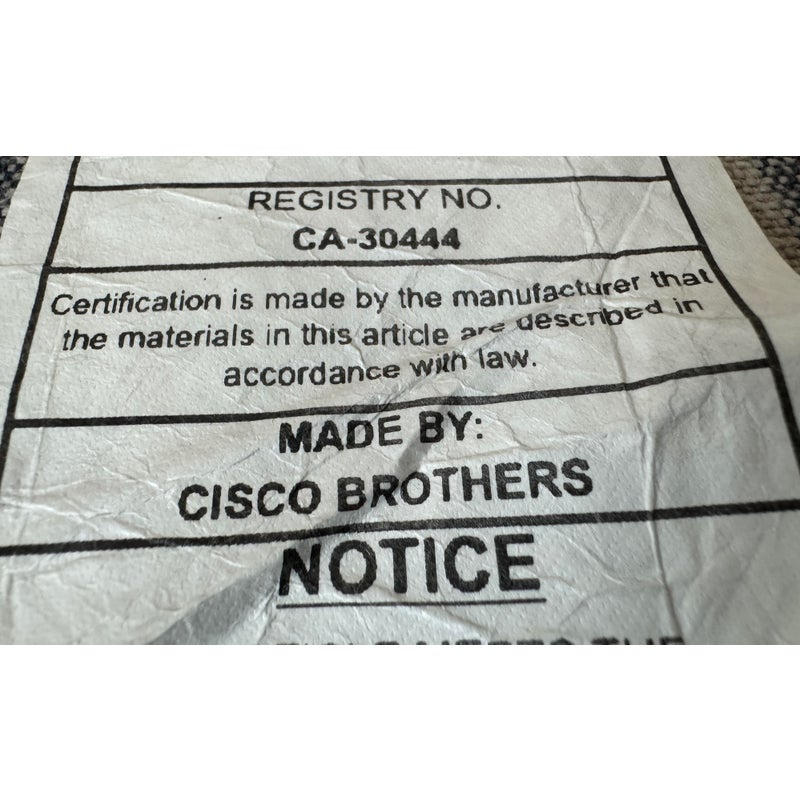 REGISTRY NO.
CA-30444
Certification is made by the manufacturer that
the materials in this article are described in
accordance with law.
MADE BY:
CISCO BROTHERS
NOTICE
THE